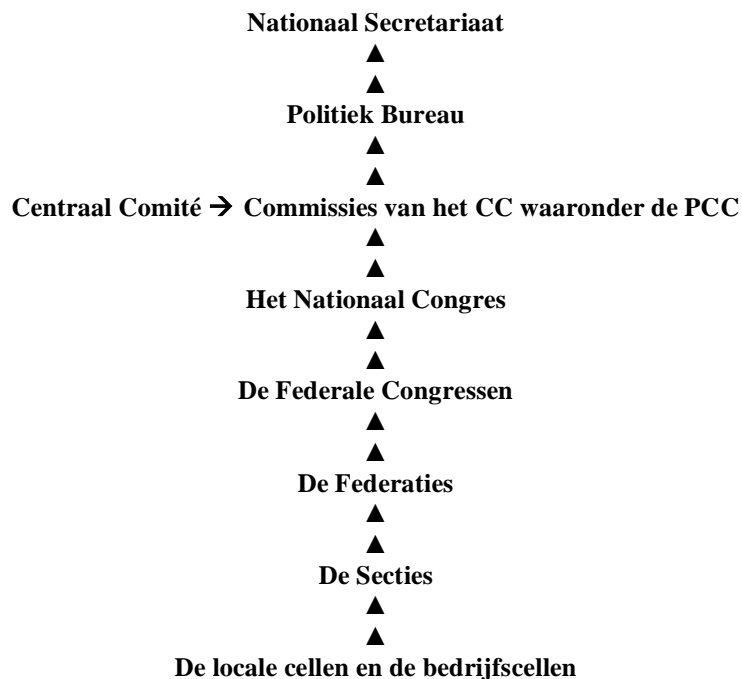 Nationaal Secretariaat
▲
▲
Politiek Bureau
▲
▲
Centraal Comité → Commissies van het CC waaronder de PCC
▲
▲
Het Nationaal Congres
▲
▲
De Federale Congressen
▲
▲
De Federaties
▲
▲
De Secties
▲
▲
De locale cellen en de bedrijfscellen